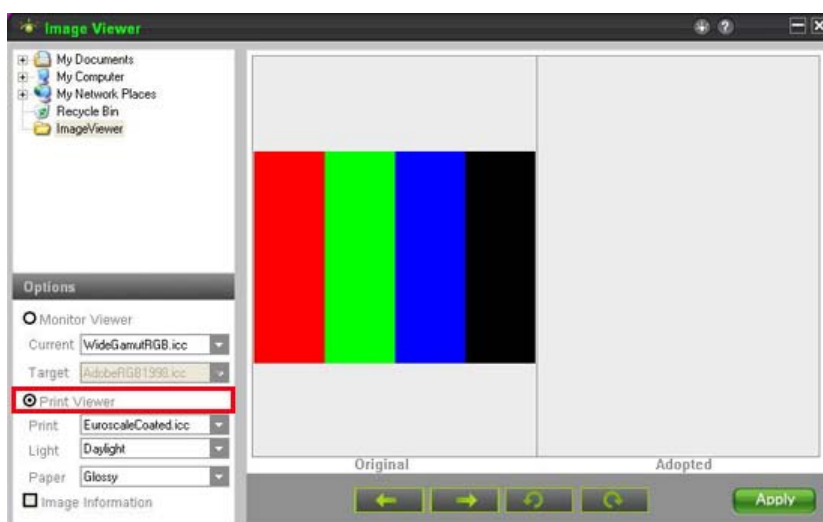 Image Viewer
My Documents
My Computer
My Network Places
Recycle Bin
ImageViewer
Options
Monitor Viewer
Current WideGamutRGB.icc
Target AdobeRGB1998.icc
Print Viewer
Print EuroscaleCoated.icc
Light Daylight
Paper Glossy
Image Information
Original
Adopted
Apply